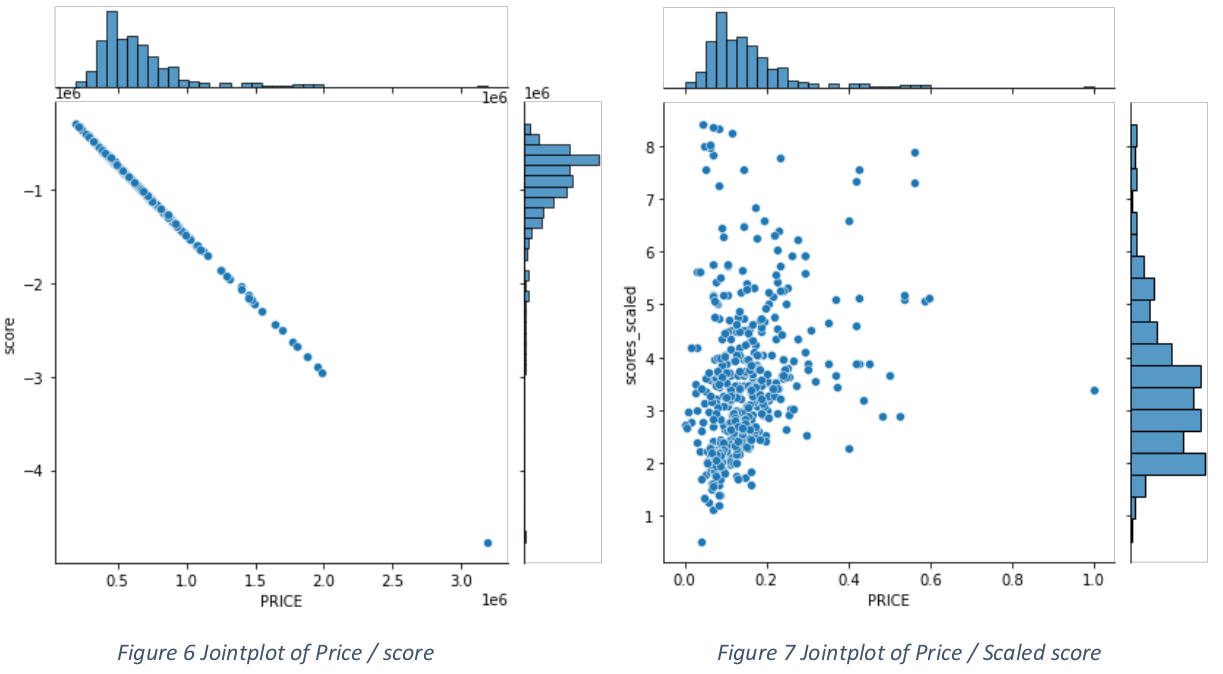 1e6
1e6
1e6
score
−1
−2
−3
−4
0.5 1.0 1.5 2.0 2.5 3.0
PRICE
1e6
Figure 6 Jointplot of Price / score
scores_scaled
8
7
6
5
4
3
2
1
0.0 0.2 0.4 0.6 0.8 1.0
PRICE
Figure 7 Jointplot of Price / Scaled score